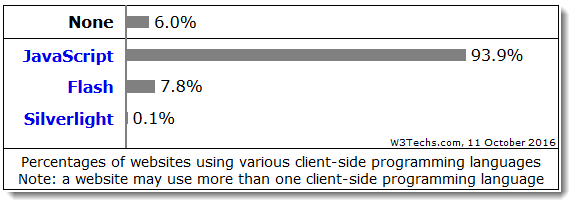 None 6.0%
JavaScript 93.9%
Flash 7.8%
Silverlight 0.1%
W3Techs.com, 11 October 2016
Percentages of websites using various client-side programming languages
Note: a website may use more than one client-side programming language